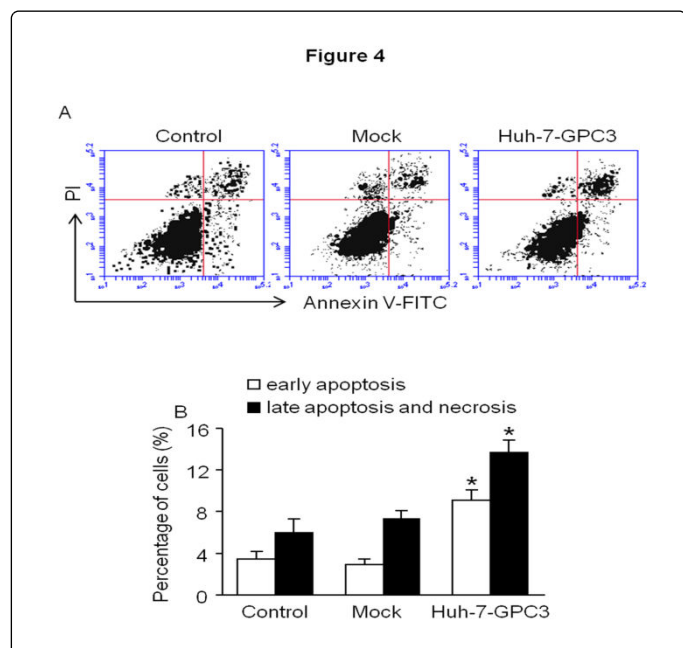 Figure 4
A
Control Mock Huh-7-GPC3
PI
Annexin V-FITC
early apoptosis
late apoptosis and necrosis
B
Percentage of cells (%)
16
12
8
4
0
* *
Control Mock Huh-7-GPC3